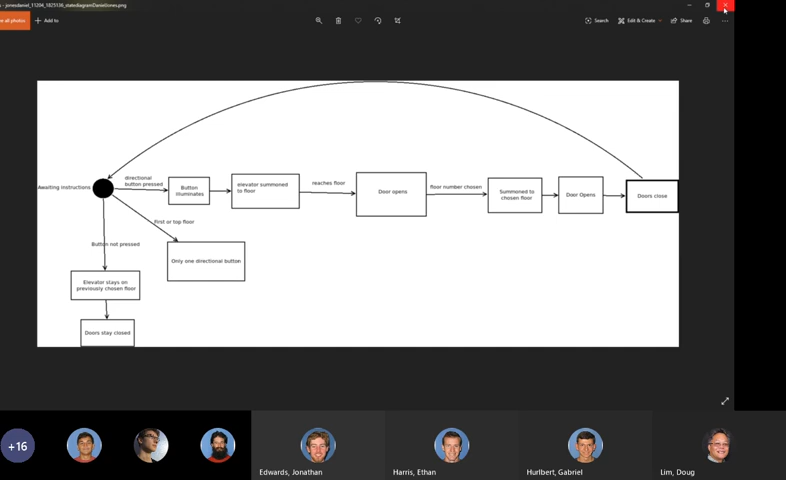 - jonesdaniel_11204_1825136_statediagramDanielJones.png
e all photos
Add to
Search
Edit & Create
Share
Awaiting instructions
directional
button pressed
Button
illuminates
elevator summoned
to floor
reaches floor
Door opens
floor number chosen
Summoned to
chosen floor
Door Opens
Doors close
First or top floor
Button not pressed
Only one directional button
Elevator stays on
previously chosen floor
Doors stay closed
+16
Edwards, Jonathan
Harris, Ethan
Hurlbert, Gabriel
Lim, Doug